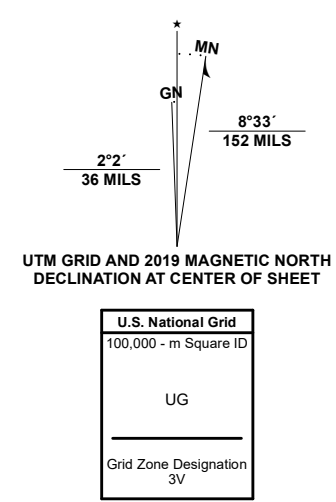 ★
MN
GN
8°33´
152 MILS
2°2´
36 MILS
UTM GRID AND 2019 MAGNETIC NORTH
DECLINATION AT CENTER OF SHEET
U.S. National Grid
100,000 - m Square ID
UG
Grid Zone Designation
3V